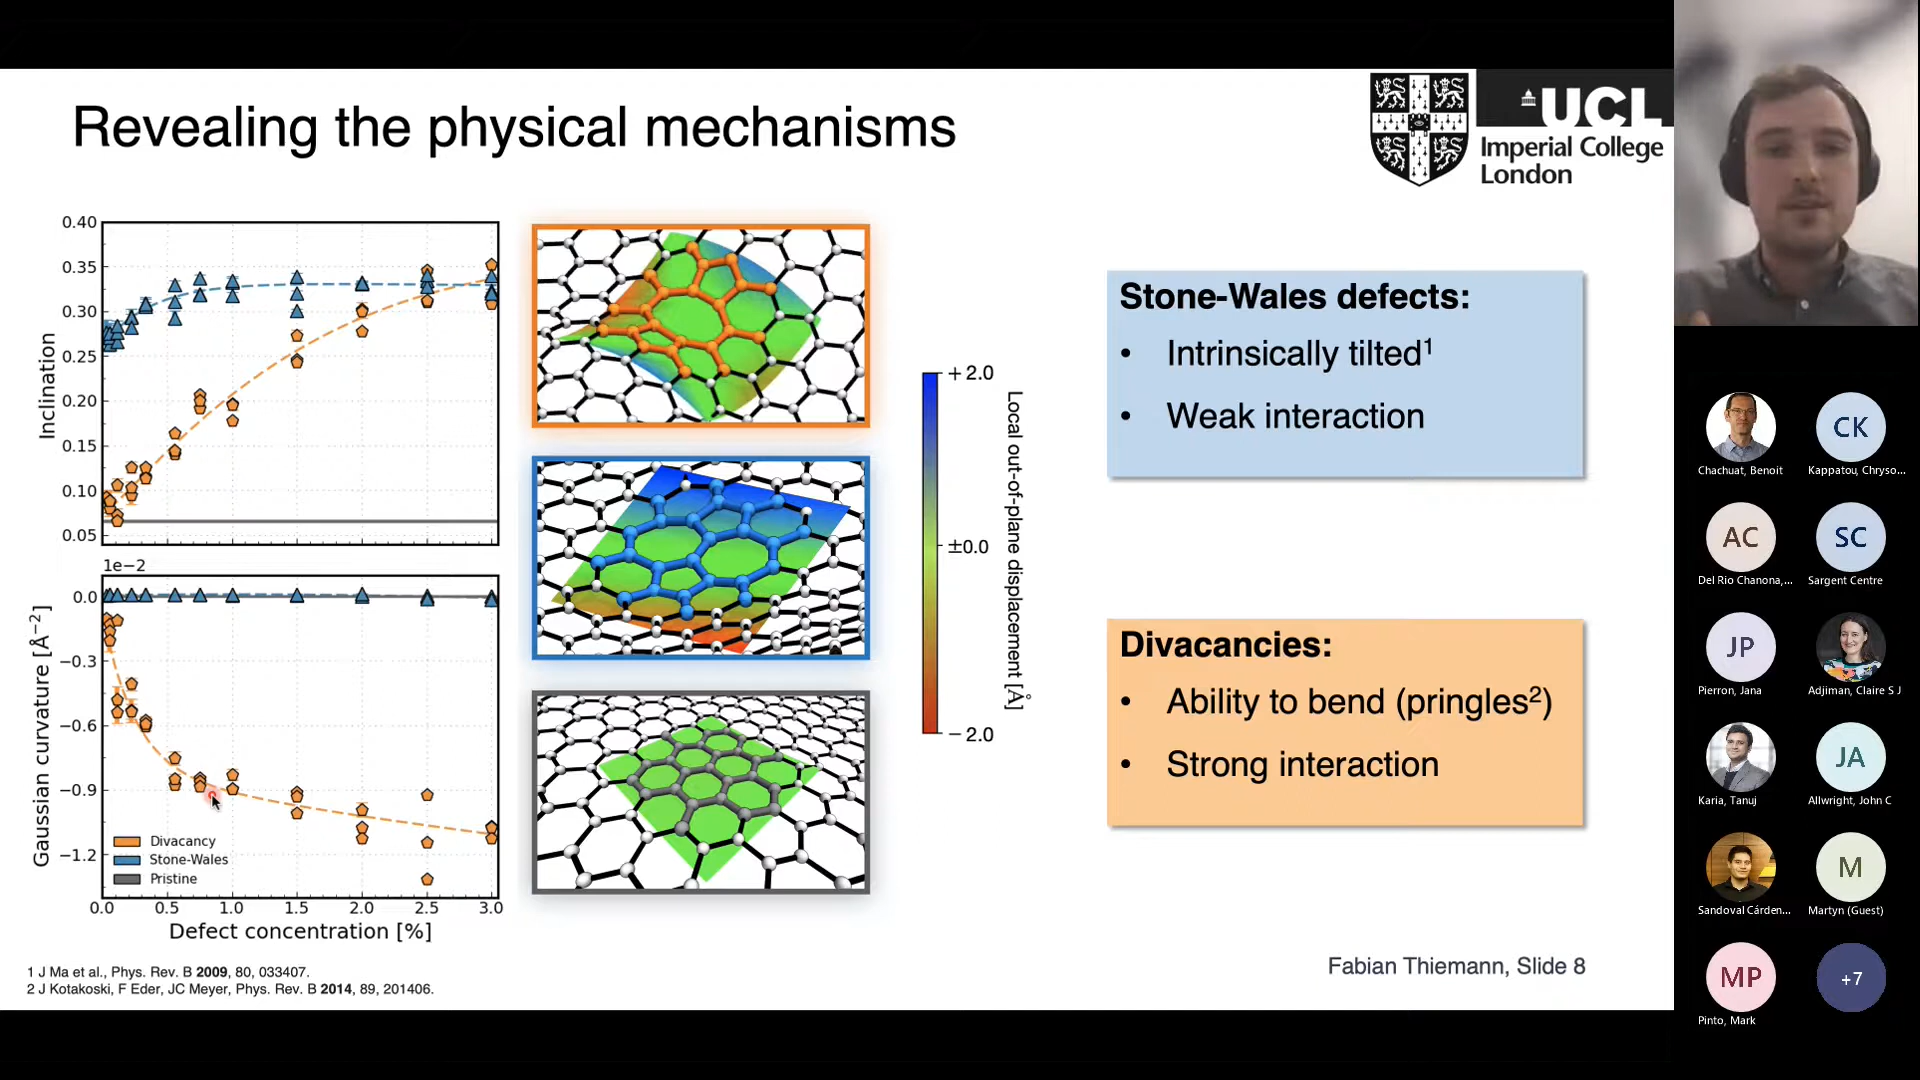 Revealing the physical mechanisms
UCL
Imperial College
London
0.40
0.35
0.30
0.25
0.20
0.15
0.10
0.05
Inclination
1e−2
0.0
−0.3
−0.6
−0.9
−1.2
Gaussian curvature [Å⁻²]
Divacancy
Stone-Wales
Pristine
0.0 0.5 1.0 1.5 2.0 2.5 3.0
Defect concentration [%]
+2.0
±0.0
−2.0
Local out-of-plane displacement [Å]
Stone-Wales defects:
• Intrinsically tilted¹
• Weak interaction
Divacancies:
• Ability to bend (pringles²)
• Strong interaction
1 J Ma et al., Phys. Rev. B 2009, 80, 033407.
2 J Kotakoski, F Eder, JC Meyer, Phys. Rev. B 2014, 89, 201406.
Fabian Thiemann, Slide 8
Chachuat, Benoit
CK
Kappatou, Chryso...
AC
Del Rio Chanona,...
SC
Sargent Centre
JP
Pierron, Jana
Adjiman, Claire S J
Karia, Tanuj
JA
Allwright, John C
Sandoval Cárden...
M
Martyn (Guest)
MP
Pinto, Mark
+7